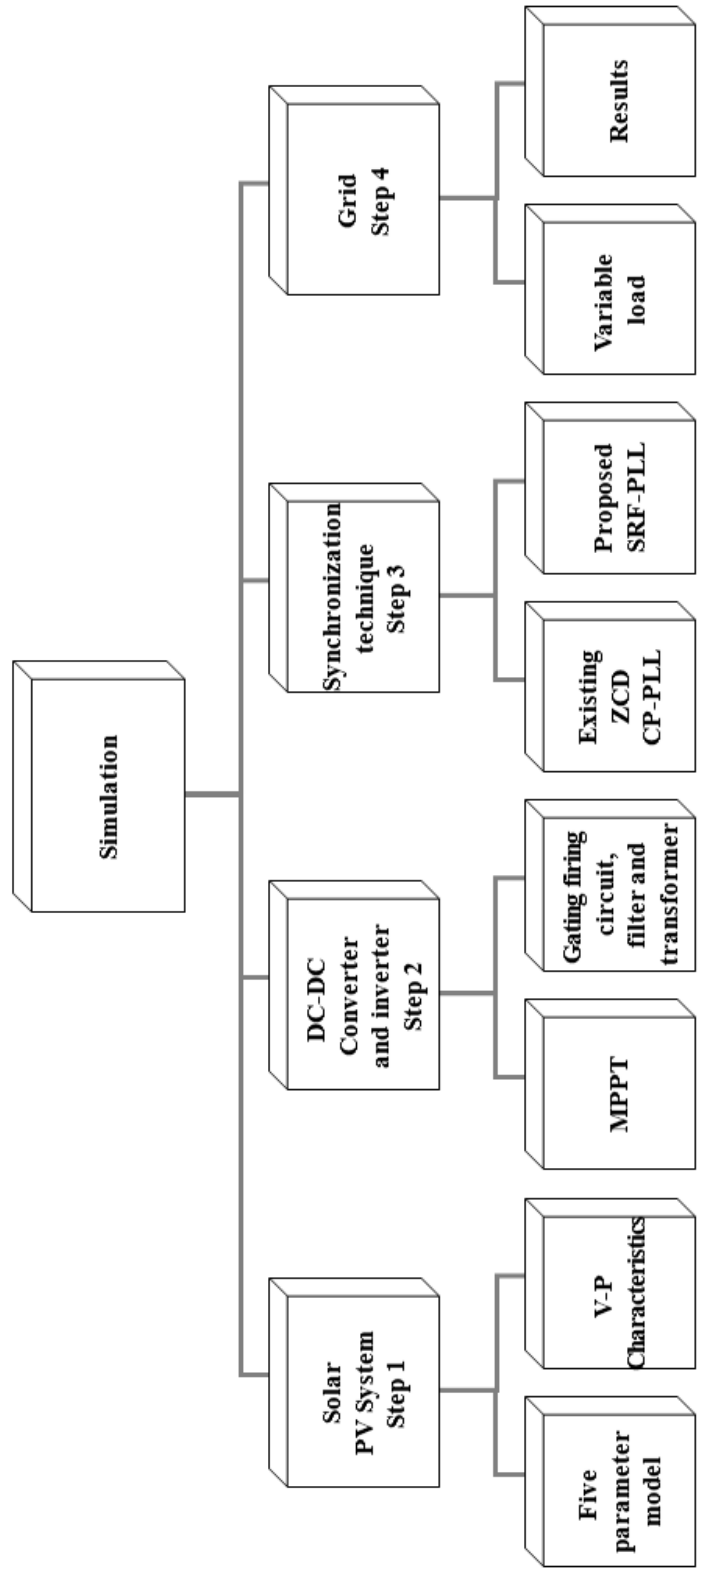 Simulation
Solar
PV System
Step 1
DC-DC
Converter
and inverter
Step 2
Synchronization
technique
Step 3
Grid
Step 4
Five
parameter
model
V-P
Characteristics
MPPT
Gating firing
circuit,
filter and
transformer
Existing
ZCD
CP-PLL
Proposed
SRF-PLL
Variable
load
Results